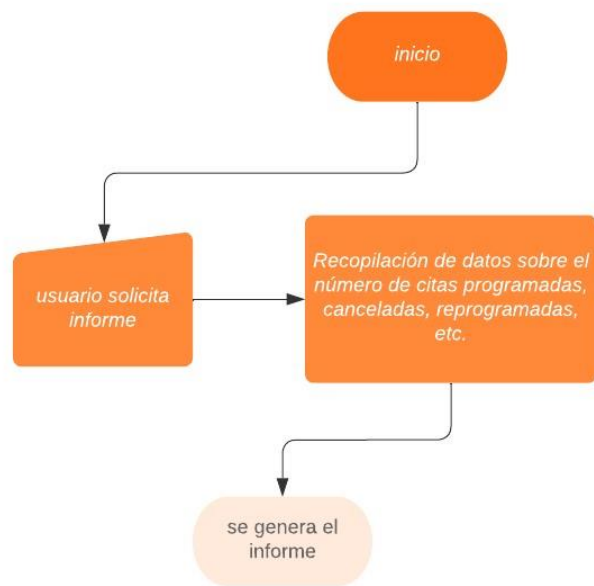 inicio
usuario solicita
informe
Recopilación de datos sobre el
número de citas programadas,
canceladas, reprogramadas,
etc.
se genera el
informe